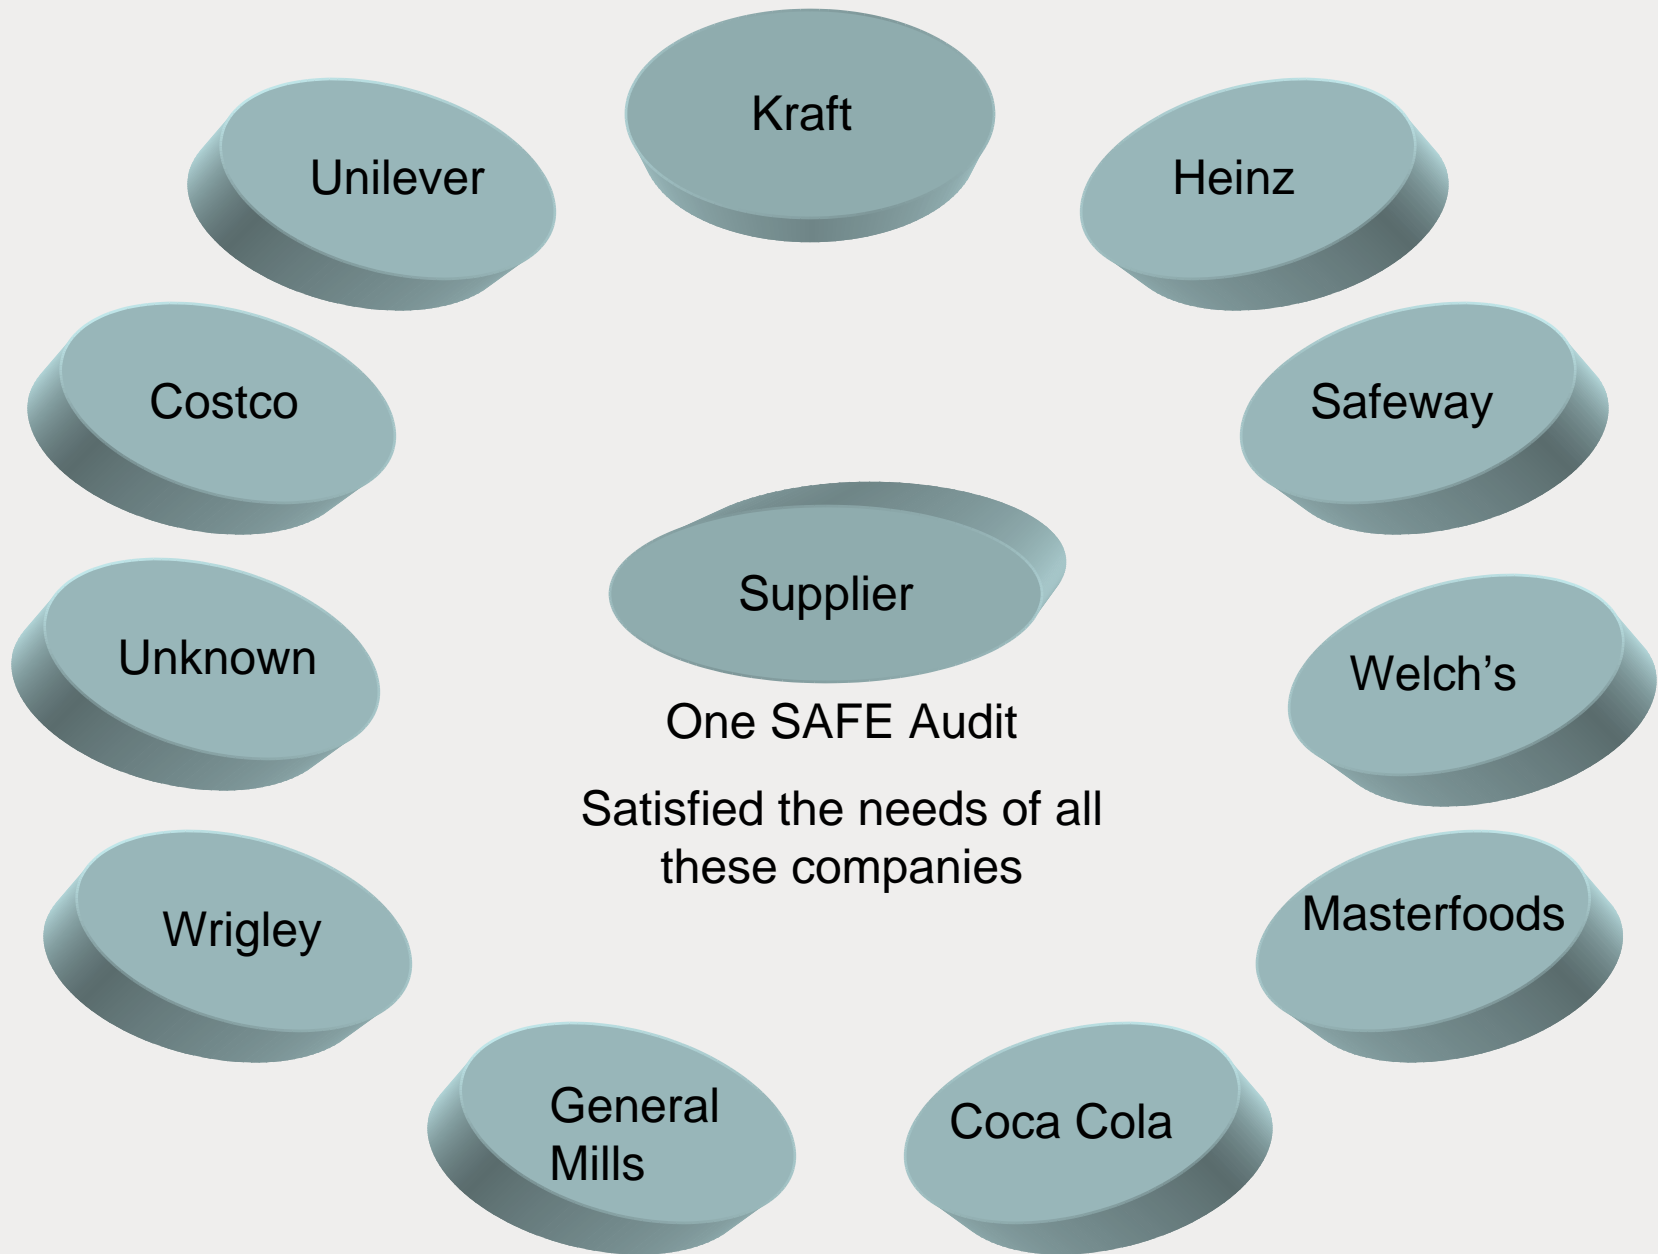 Kraft
Unilever
Heinz
Costco
Safeway
Supplier
Unknown
Welch’s
One SAFE Audit
Satisfied the needs of all
these companies
Wrigley
Masterfoods
General
Mills
Coca Cola